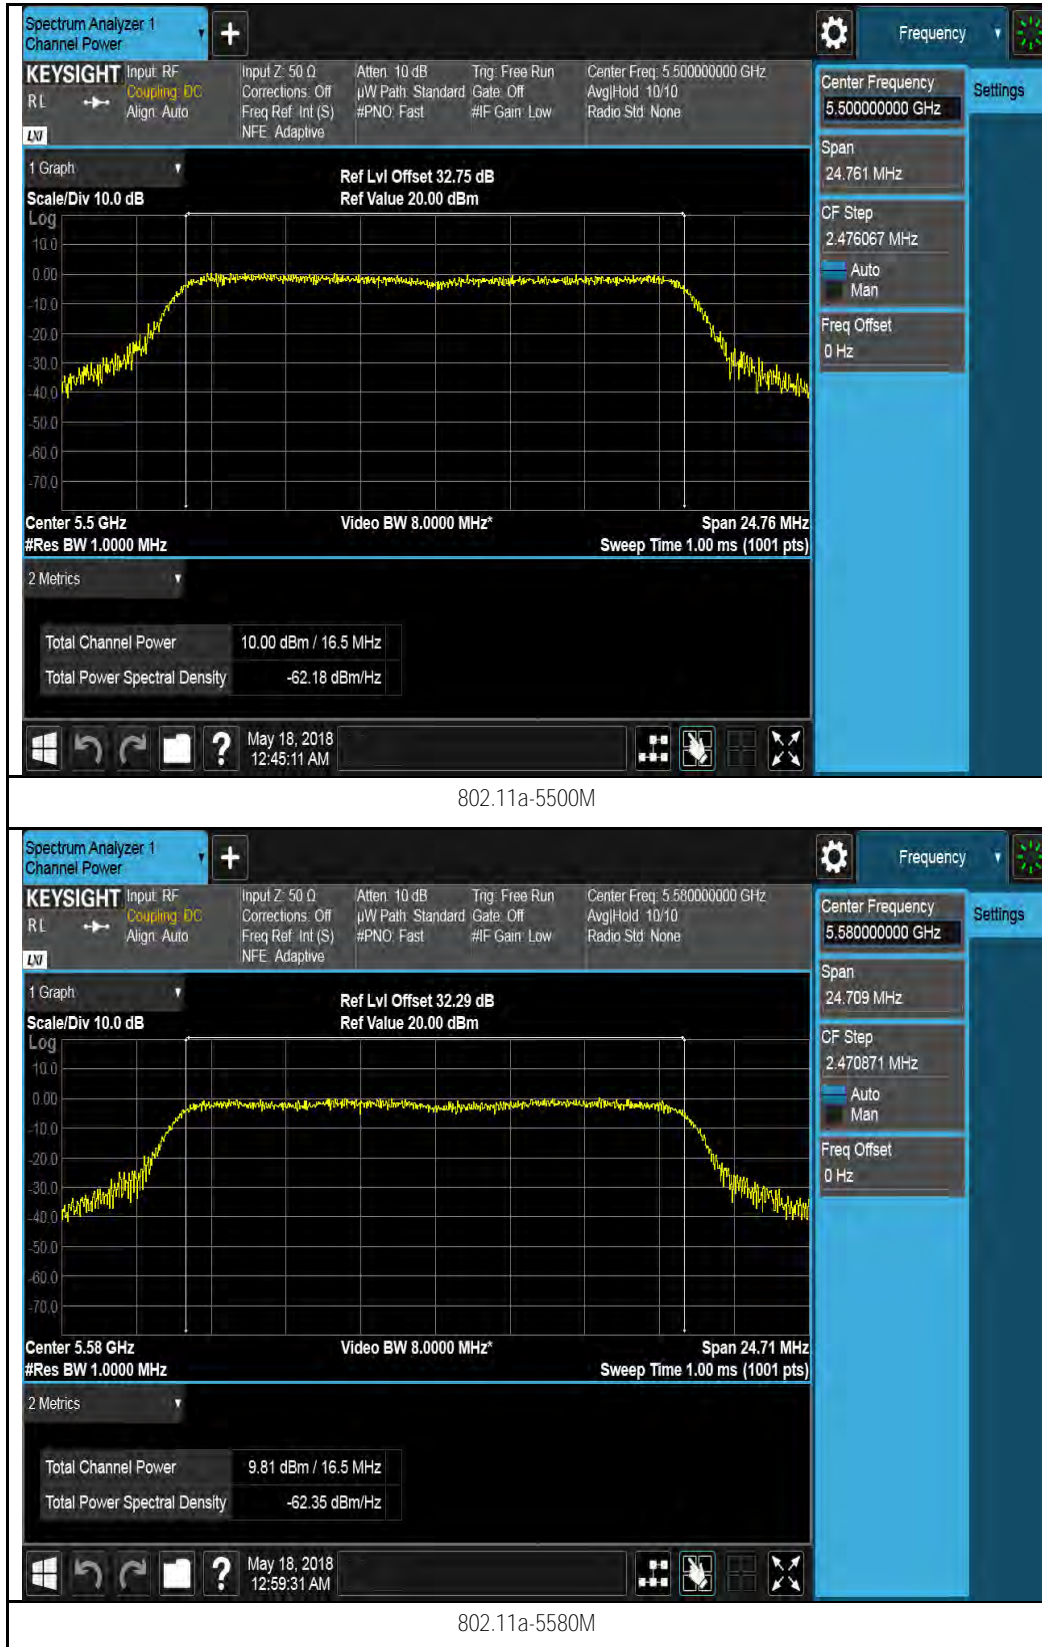 Spectrum Analyzer 1
Channel Power
Frequency
KEYSIGHT
RL
LXI
Input: RF
Coupling: DC
Align: Auto
Input Z: 50 Ω
Corrections: Off
Freq Ref: Int (S)
NFE: Adaptive
Atten: 10 dB
µW Path: Standard
#PNO: Fast
Trig: Free Run
Gate: Off
#IF Gain: Low
Center Freq: 5.500000000 GHz
Avg|Hold: 10/10
Radio Std: None
Center Frequency
5.500000000 GHz
Settings
Span
24.761 MHz
CF Step
2.476067 MHz
Auto
Man
Freq Offset
0 Hz
1 Graph
Scale/Div 10.0 dB
Ref Lvl Offset 32.75 dB
Ref Value 20.00 dBm
Log
10.0
0.00
-10.0
-20.0
-30.0
-40.0
-50.0
-60.0
-70.0
Center 5.5 GHz
#Res BW 1.0000 MHz
Video BW 8.0000 MHz*
Span 24.76 MHz
Sweep Time 1.00 ms (1001 pts)
2 Metrics
Total Channel Power 10.00 dBm / 16.5 MHz
Total Power Spectral Density -62.18 dBm/Hz
?
May 18, 2018
12:45:11 AM
802.11a-5500M
Spectrum Analyzer 1
Channel Power
Frequency
KEYSIGHT
RL
LXI
Input: RF
Coupling: DC
Align: Auto
Input Z: 50 Ω
Corrections: Off
Freq Ref: Int (S)
NFE: Adaptive
Atten: 10 dB
µW Path: Standard
#PNO: Fast
Trig: Free Run
Gate: Off
#IF Gain: Low
Center Freq: 5.580000000 GHz
Avg|Hold: 10/10
Radio Std: None
Center Frequency
5.580000000 GHz
Settings
Span
24.709 MHz
CF Step
2.470871 MHz
Auto
Man
Freq Offset
0 Hz
1 Graph
Scale/Div 10.0 dB
Ref Lvl Offset 32.29 dB
Ref Value 20.00 dBm
Log
10.0
0.00
-10.0
-20.0
-30.0
-40.0
-50.0
-60.0
-70.0
Center 5.58 GHz
#Res BW 1.0000 MHz
Video BW 8.0000 MHz*
Span 24.71 MHz
Sweep Time 1.00 ms (1001 pts)
2 Metrics
Total Channel Power 9.81 dBm / 16.5 MHz
Total Power Spectral Density -62.35 dBm/Hz
?
May 18, 2018
12:59:31 AM
802.11a-5580M